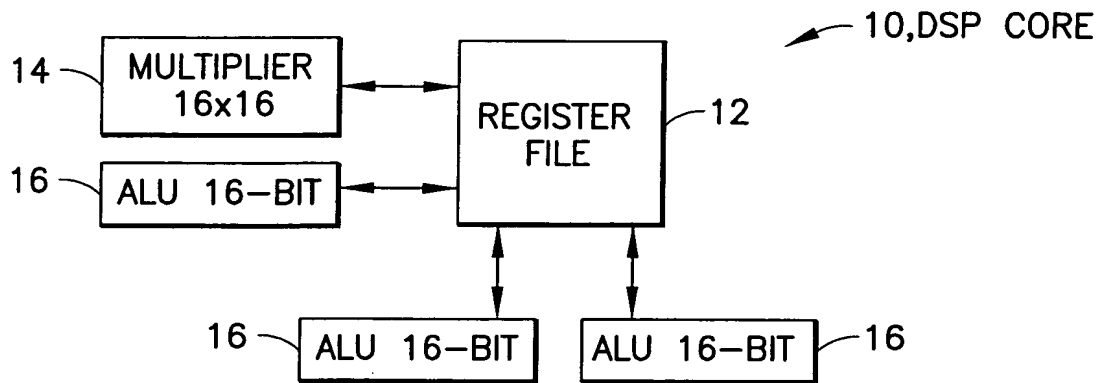 10,DSP CORE
14
MULTIPLIER
16x16
REGISTER
FILE
12
16
ALU 16-BIT
16
ALU 16-BIT
ALU 16-BIT
16